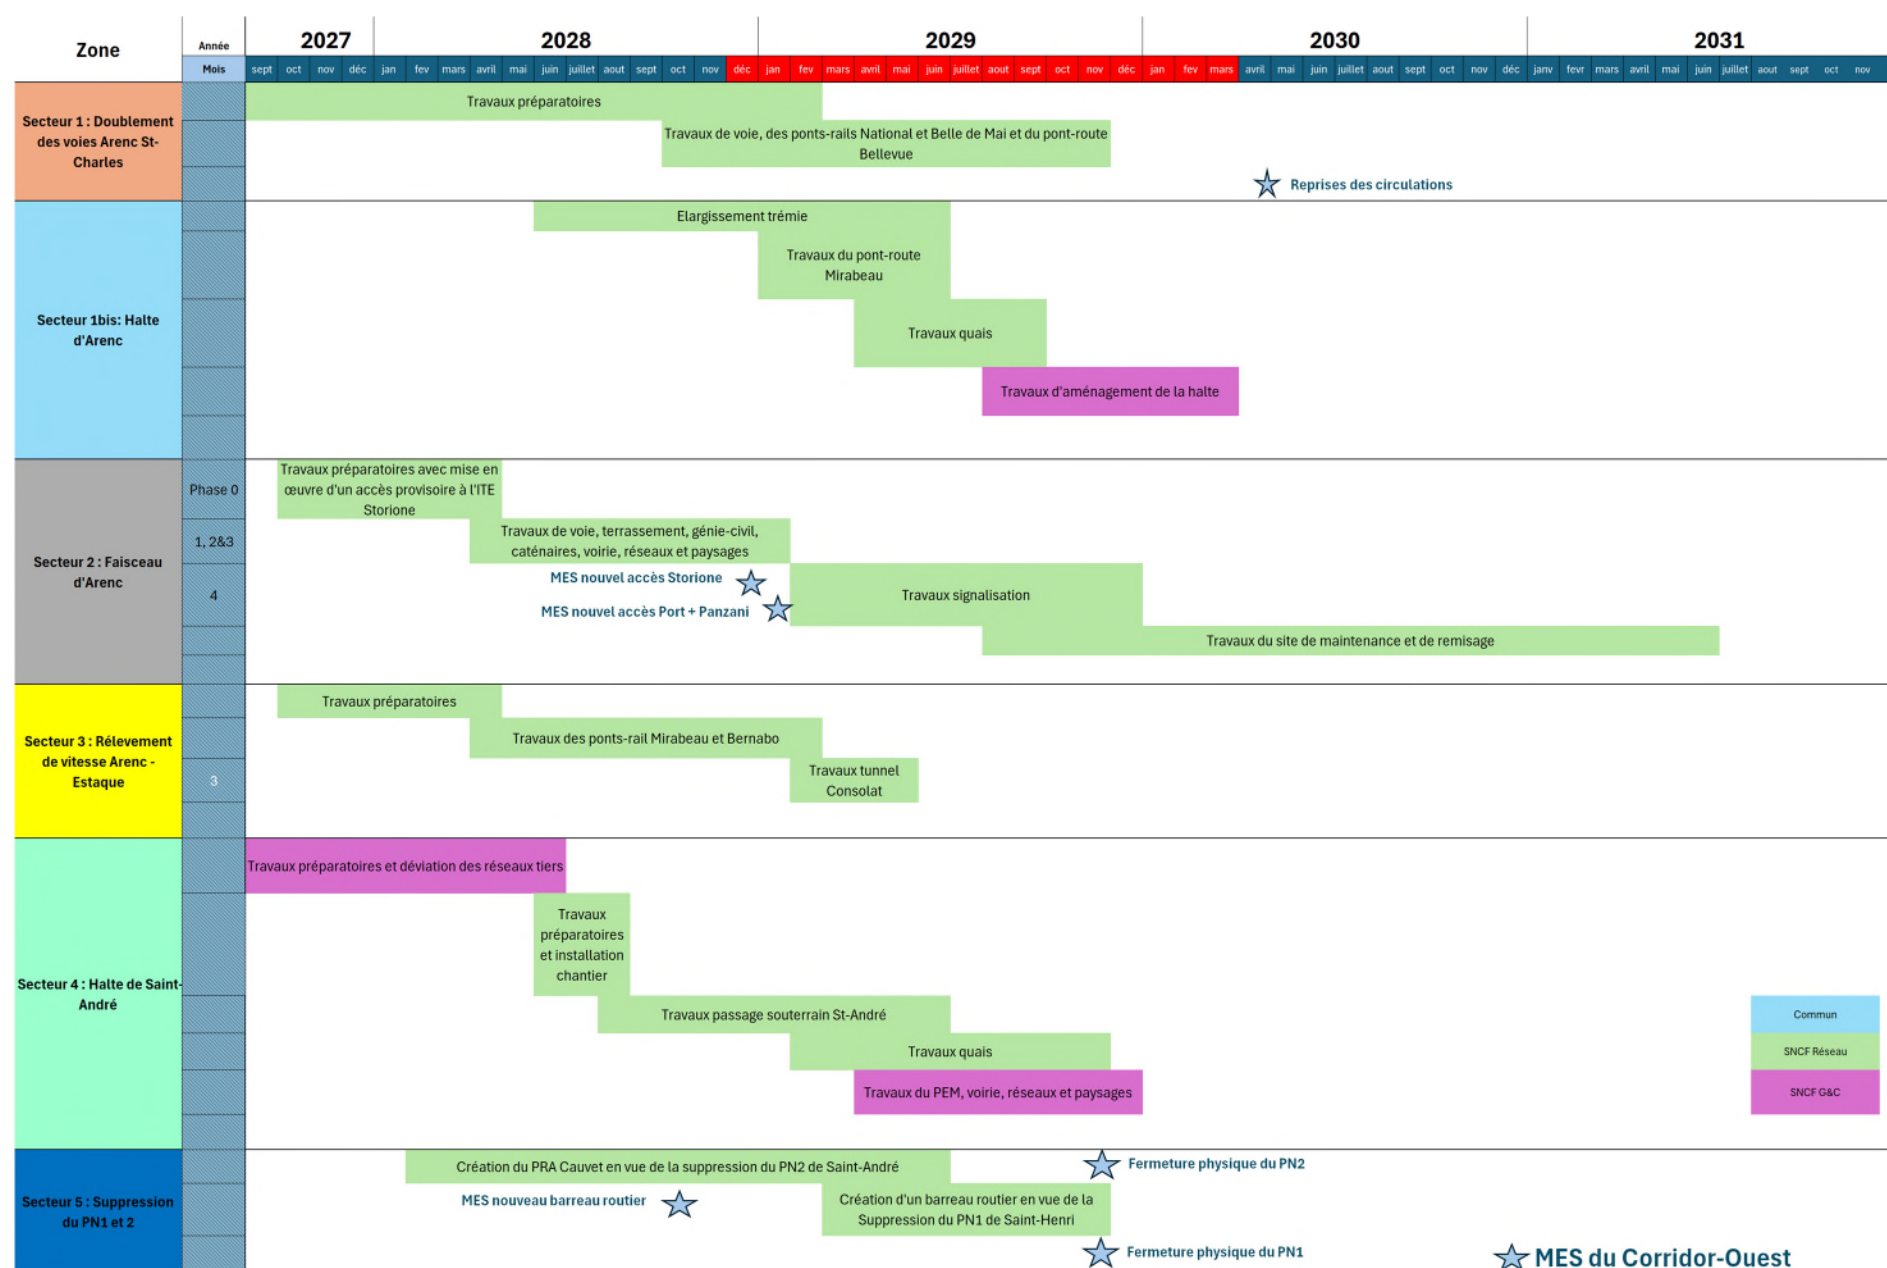 Zone
Année
2027
2028
2029
2030
2031
Mois
sept oct nov déc jan fev mars avril mai juin juillet aout sept oct nov déc jan fev mars avril mai juin juillet aout sept oct nov déc jan fev mars avril mai juin juillet aout sept oct nov déc janv fevr mars avril mai juin juillet aout sept oct nov
Secteur 1 : Doublement
des voies Arenc St-
Charles
Travaux préparatoires
Travaux de voie, des ponts-rails National et Belle de Mai et du pont-route
Bellevue
Reprises des circulations
Secteur 1bis: Halte
d'Arenc
Elargissement trémie
Travaux du pont-route
Mirabeau
Travaux quais
Travaux d'aménagement de la halte
Secteur 2 : Faisceau
d'Arenc
Phase 0
Travaux préparatoires avec mise en
œuvre d'un accès provisoire à l'ITE
Storione
1, 2&3
Travaux de voie, terrassement, génie-civil,
caténaires, voirie, réseaux et paysages
MES nouvel accès Storione
MES nouvel accès Port + Panzani
4
Travaux signalisation
Travaux du site de maintenance et de remisage
Secteur 3 : Rélevement
de vitesse Arenc -
Estaque
Travaux préparatoires
Travaux des ponts-rail Mirabeau et Bernabo
3
Travaux tunnel
Consolat
Secteur 4 : Halte de Saint-
André
Travaux préparatoires et déviation des réseaux tiers
Travaux
préparatoires
et installation
chantier
Travaux passage souterrain St-André
Travaux quais
Travaux du PEM, voirie, réseaux et paysages
Commun
SNCF Réseau
SNCF G&C
Secteur 5 : Suppression
du PN1 et 2
Création du PRA Cauvet en vue de la suppression du PN2 de Saint-André
Fermeture physique du PN2
MES nouveau barreau routier
Création d'un barreau routier en vue de la
Suppression du PN1 de Saint-Henri
Fermeture physique du PN1
MES du Corridor-Ouest